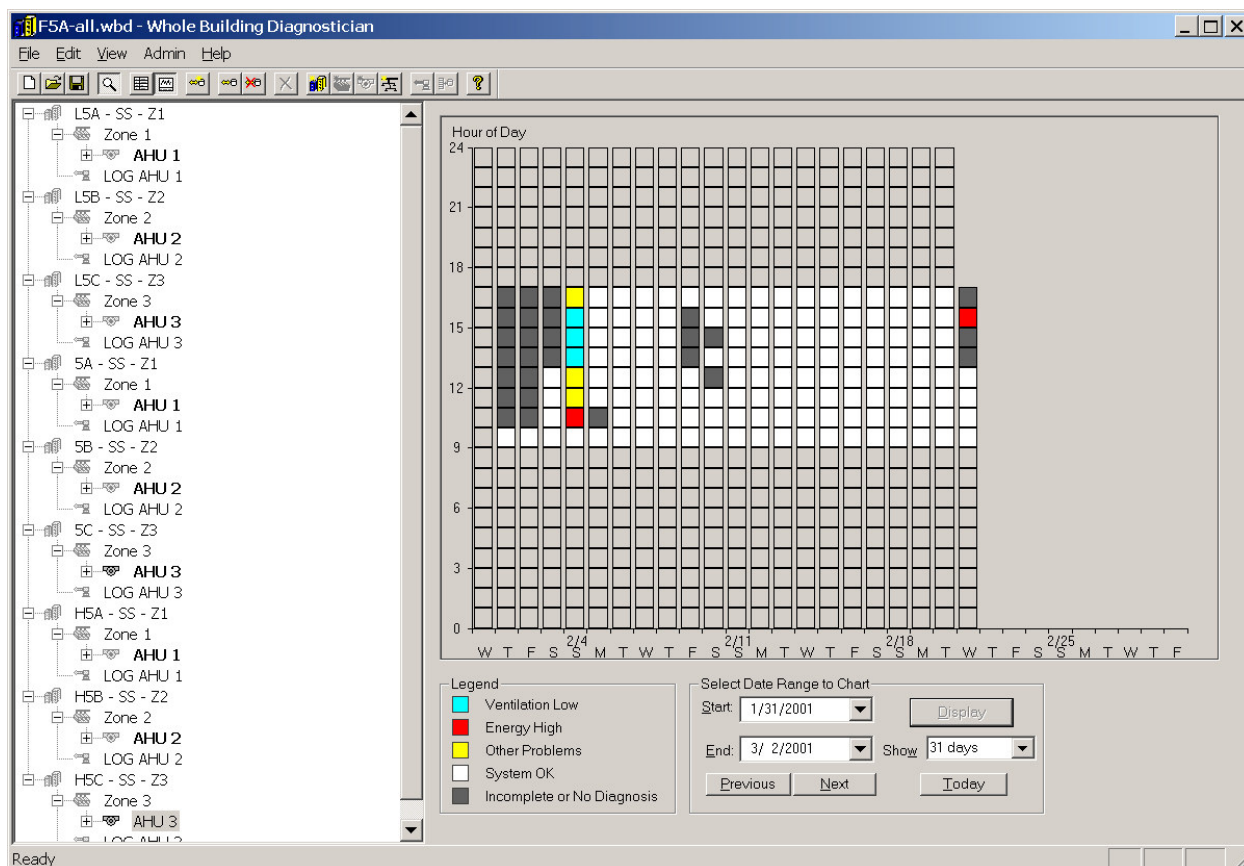 F5A-all.wbd - Whole Building Diagnostician
File Edit View Admin Help
L5A - SS - Z1
Zone 1
AHU 1
LOG AHU 1
L5B - SS - Z2
Zone 2
AHU 2
LOG AHU 2
L5C - SS - Z3
Zone 3
AHU 3
LOG AHU 3
5A - SS - Z1
Zone 1
AHU 1
LOG AHU 1
5B - SS - Z2
Zone 2
AHU 2
LOG AHU 2
5C - SS - Z3
Zone 3
AHU 3
LOG AHU 3
H5A - SS - Z1
Zone 1
AHU 1
LOG AHU 1
H5B - SS - Z2
Zone 2
AHU 2
LOG AHU 2
H5C - SS - Z3
Zone 3
AHU 3
Hour of Day
24
21
18
15
12
9
6
3
0
2/4 2/11 2/18 2/25
W T F S S M T W T F S S M T W T F S S M T W T F S S M T W T F
Legend
Ventilation Low
Energy High
Other Problems
System OK
Incomplete or No Diagnosis
Select Date Range to Chart
Start: 1/31/2001 Display
End: 3/ 2/2001 Show 31 days
Previous Next Today
Ready